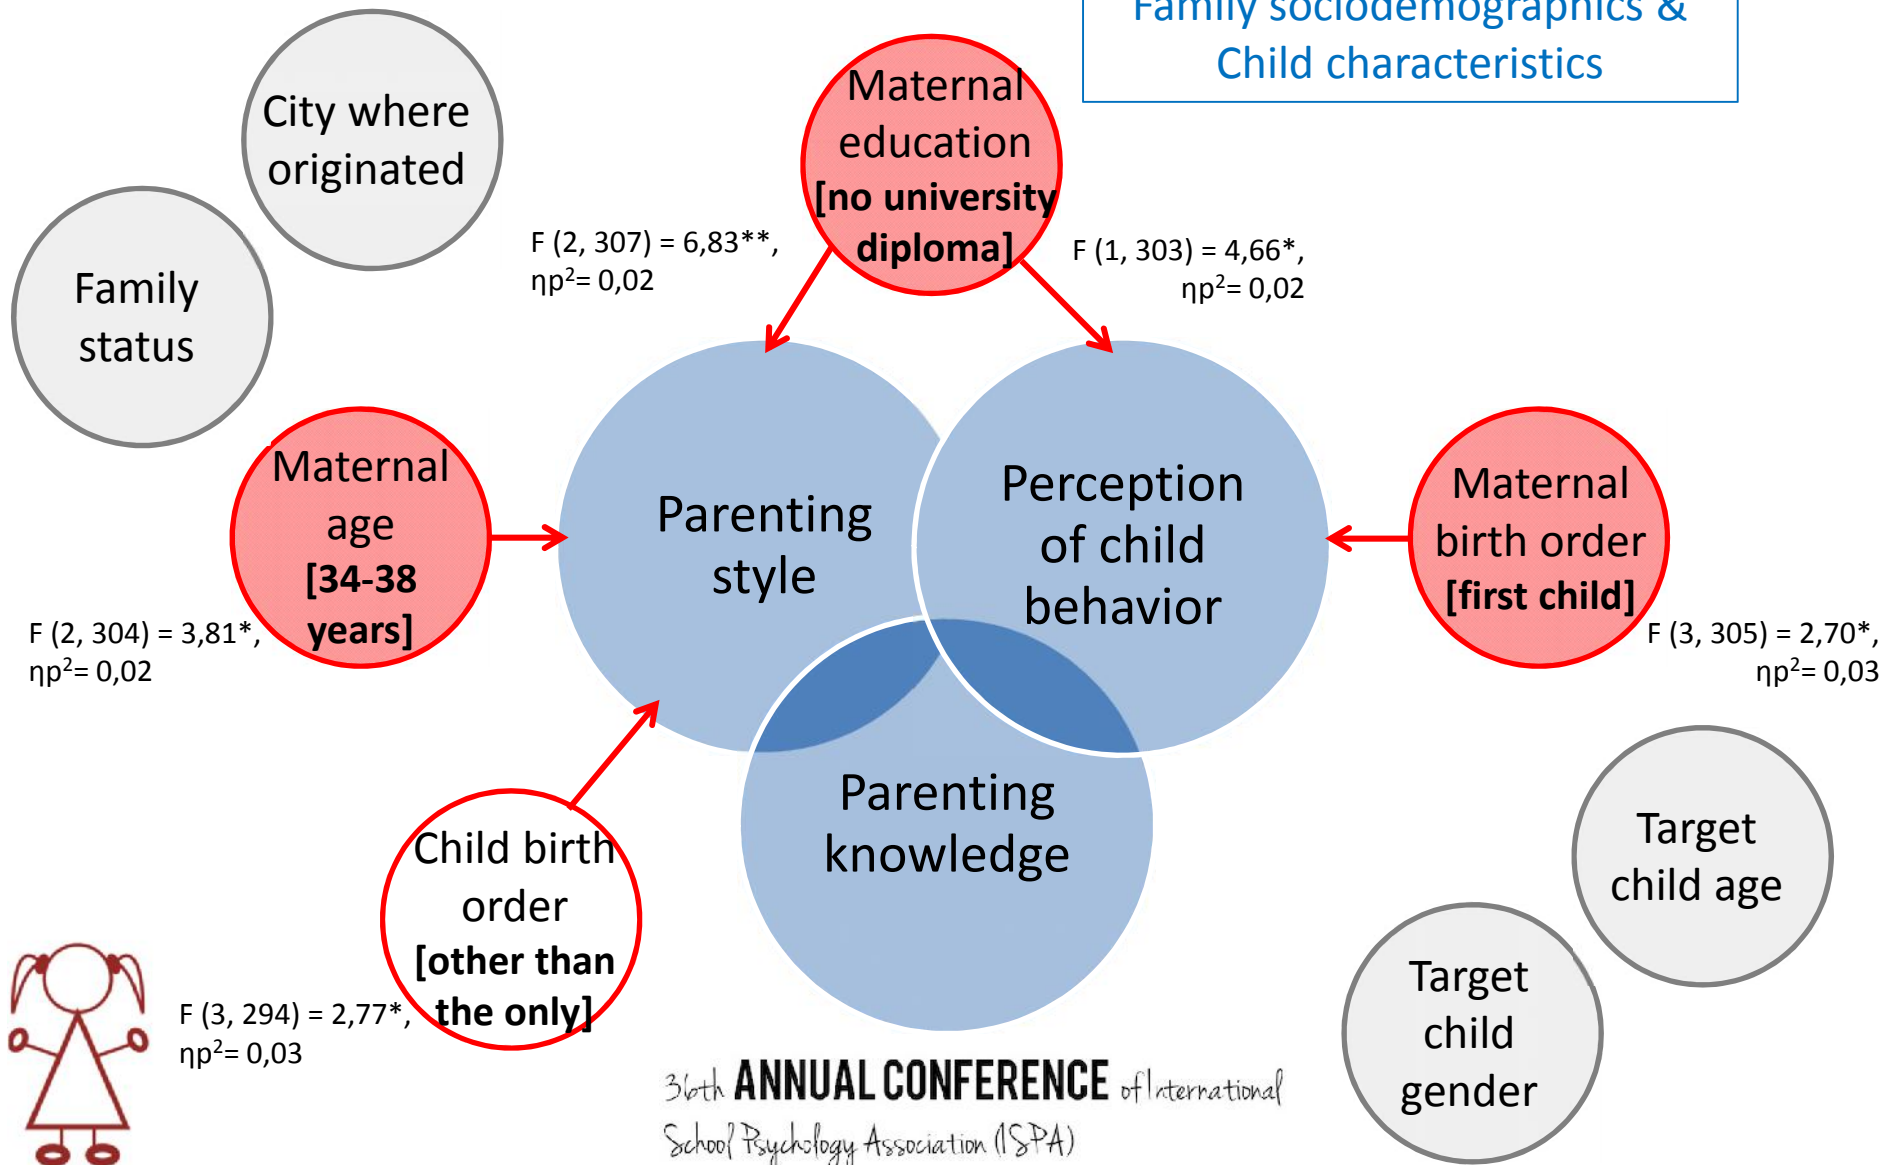 Family sociodemographics &
Child characteristics
City where
originated
Maternal
education
[no university
diploma]
Family
status
F (2, 307) = 6,83**,
ηp²= 0,02
F (1, 303) = 4,66*,
ηp²= 0,02
Maternal
age
[34-38
years]
F (2, 304) = 3,81*,
ηp²= 0,02
Parenting
style
Perception
of child
behavior
Maternal
birth order
[first child]
F (3, 305) = 2,70*,
ηp²= 0,03
Parenting
knowledge
Child birth
order
[other than
the only]
F (3, 294) = 2,77*,
ηp²= 0,03
Target
child age
Target
child
gender
36th ANNUAL CONFERENCE of International
School Psychology Association (ISPA)